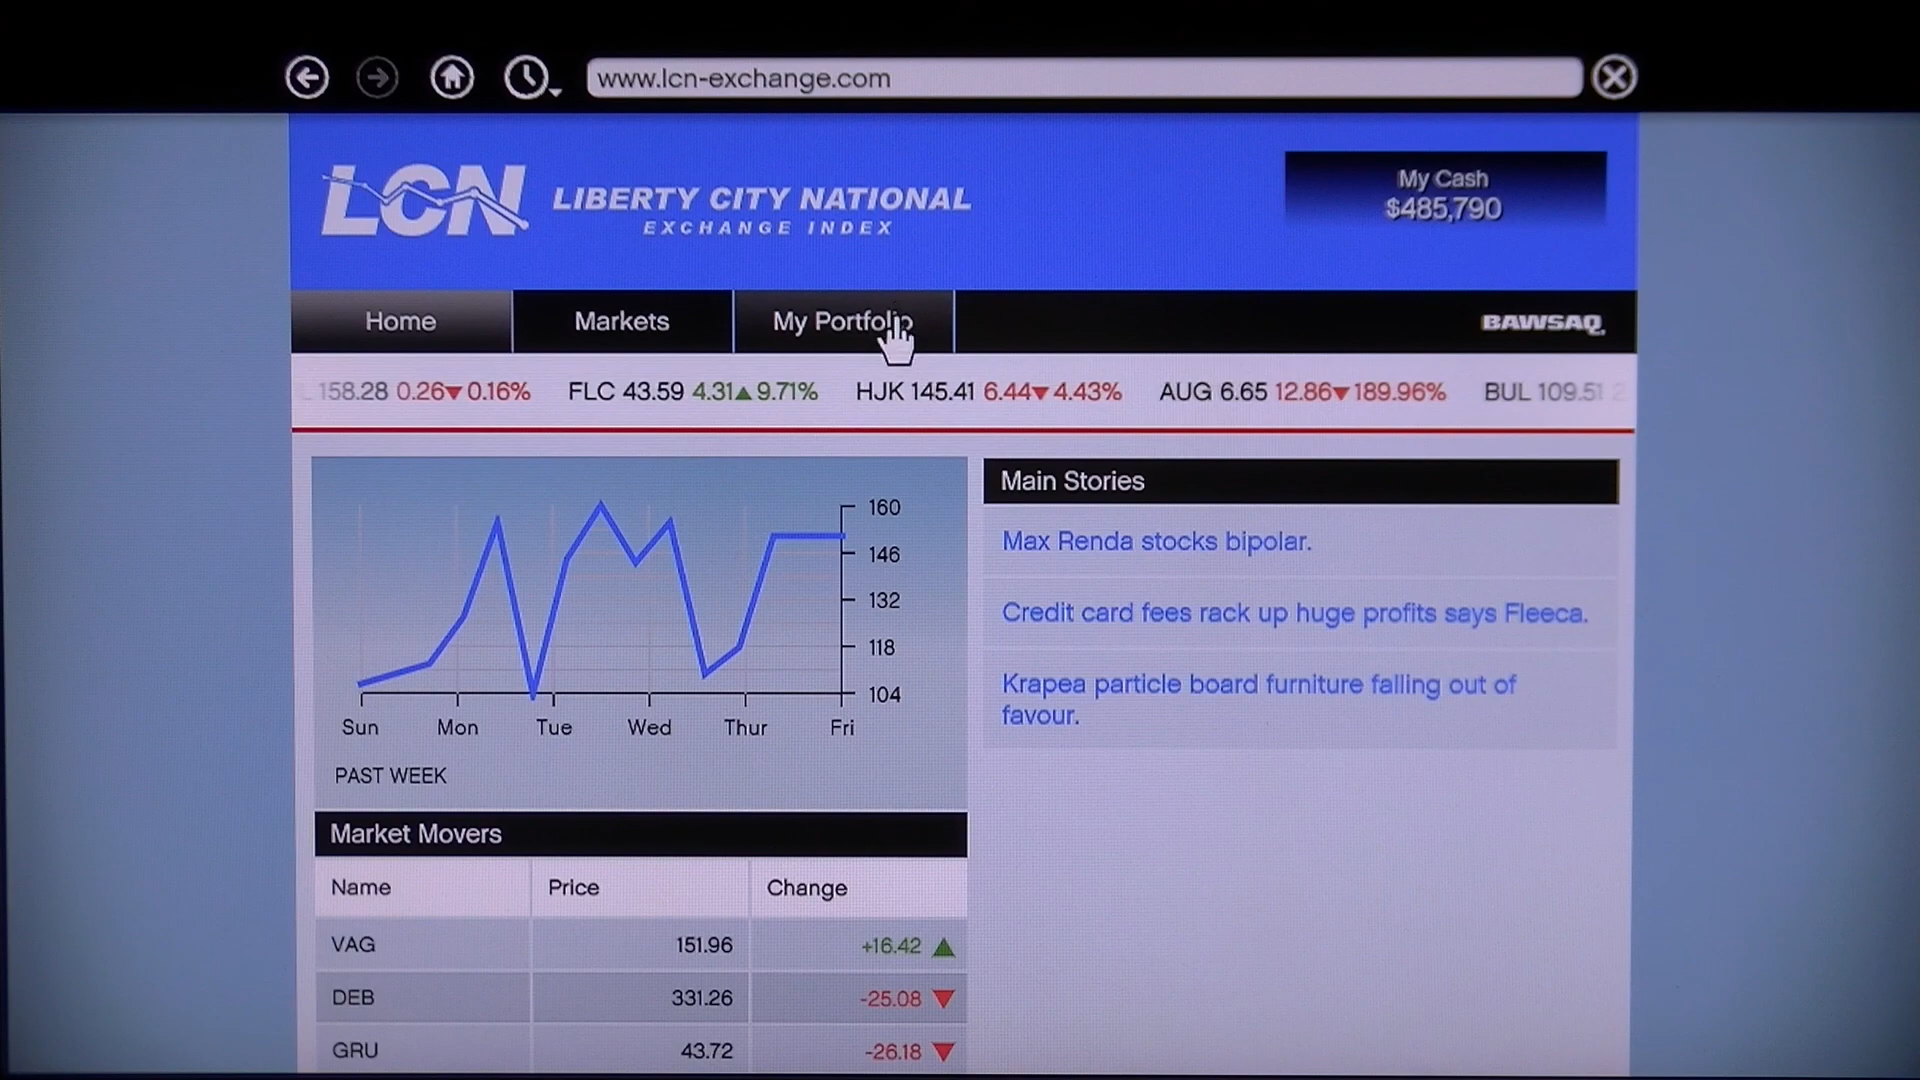 www.lcn-exchange.com
LCN
LIBERTY CITY NATIONAL
EXCHANGE INDEX
My Cash
$485,790
Home
Markets
My Portfolio
BAWSAQ
158.28 0.26▼0.16% FLC 43.59 4.31▲9.71% HJK 145.41 6.44▼4.43% AUG 6.65 12.86▼189.96% BUL 109.51
160
146
132
118
104
Sun Mon Tue Wed Thur Fri
PAST WEEK
Main Stories
Max Renda stocks bipolar.
Credit card fees rack up huge profits says Fleeca.
Krapea particle board furniture falling out of
favour.
Market Movers
Name Price Change
VAG 151.96 +16.42 ▲
DEB 331.26 -25.08 ▼
GRU 43.72 -26.18 ▼